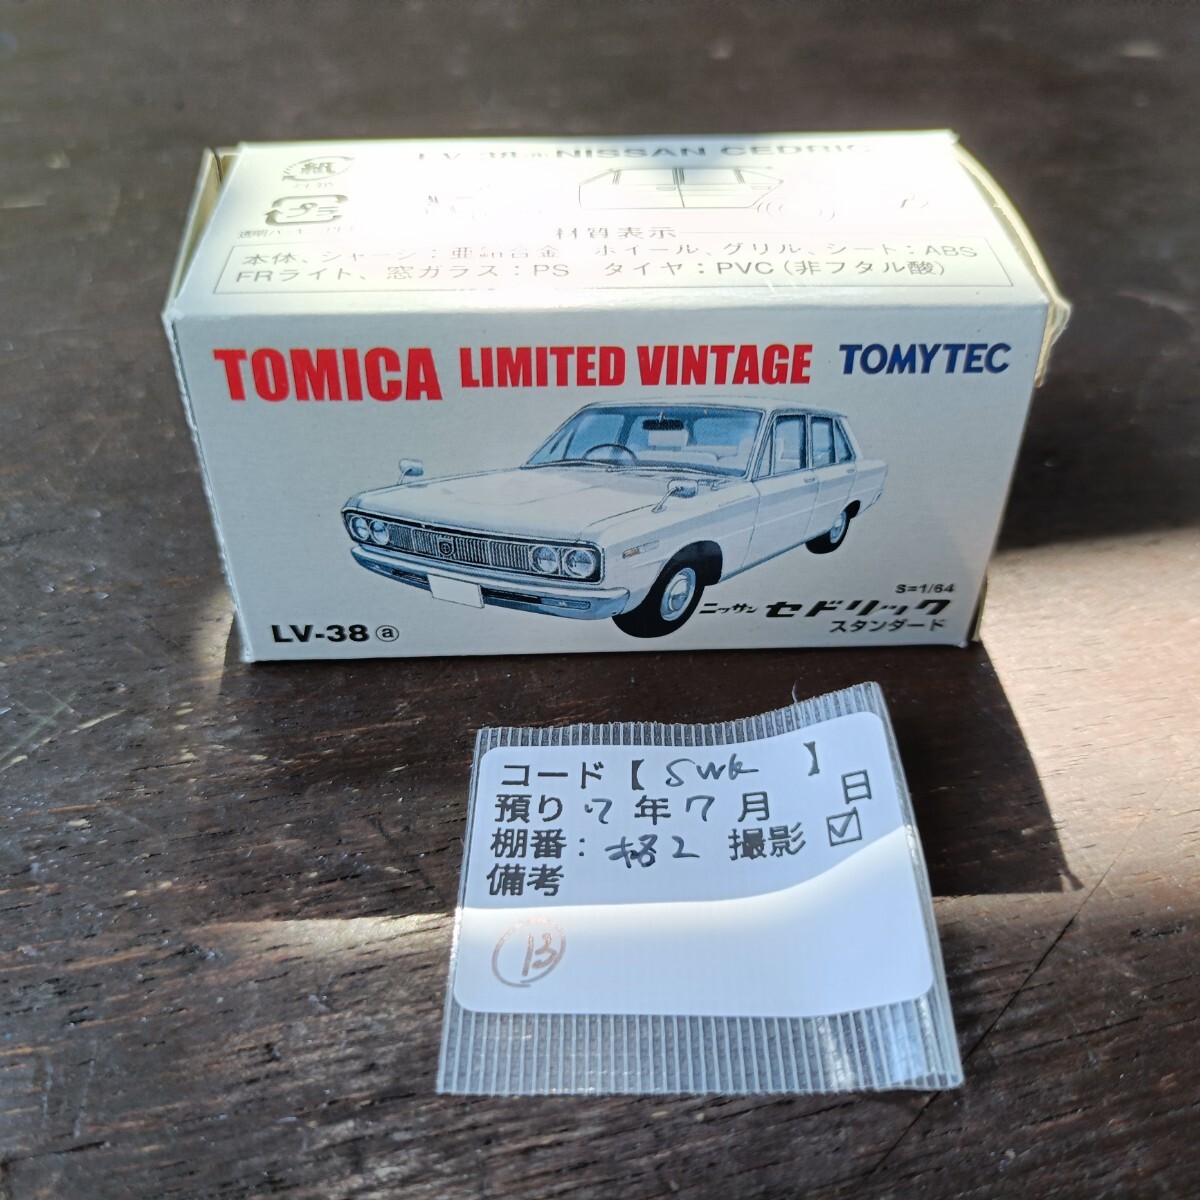 LV-38 NISSAN CEDRIC
紙
材質表示
本体、シャーシ：亜鉛合金 ホイール、グリル、シート：ABS
FRライト、窓ガラス：PS タイヤ：PVC（非フタル酸）
TOMICA LIMITED VINTAGE TOMYTEC
S=1/64
ニッサン セドリック
LV-38 ⓐ スタンダード
コード【 SWK 】
預り 7 年 7 月 日
棚番： 2 撮影 ☑
備考
⑬